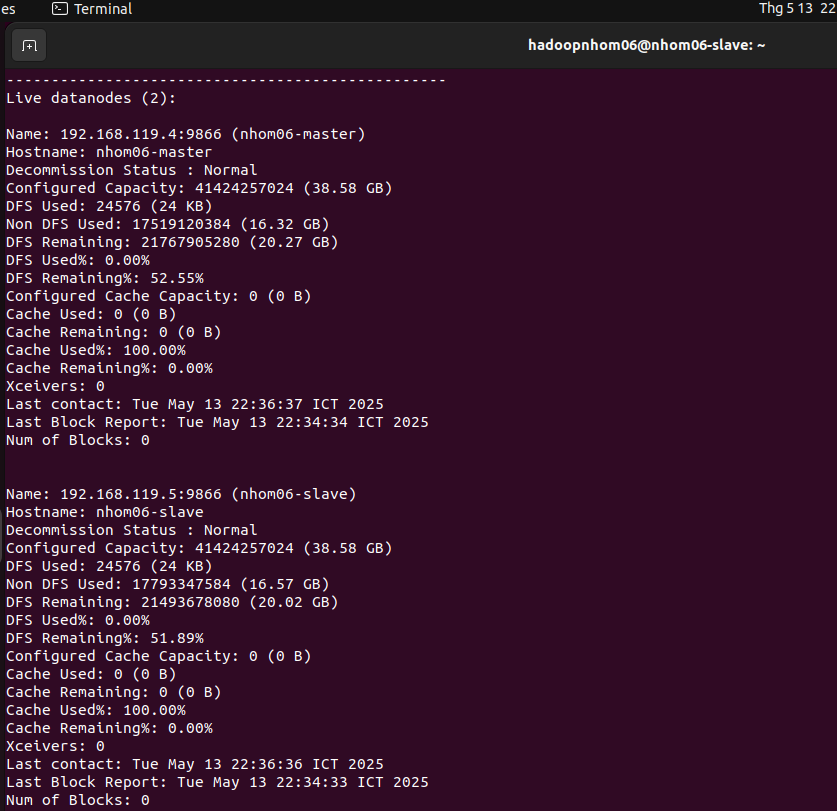 es
Terminal
Thg 5 13 22
hadoopnhom06@nhom06-slave: ~
-------------------------------------------------
Live datanodes (2):
Name: 192.168.119.4:9866 (nhom06-master)
Hostname: nhom06-master
Decommission Status : Normal
Configured Capacity: 41424257024 (38.58 GB)
DFS Used: 24576 (24 KB)
Non DFS Used: 17519120384 (16.32 GB)
DFS Remaining: 21767905280 (20.27 GB)
DFS Used%: 0.00%
DFS Remaining%: 52.55%
Configured Cache Capacity: 0 (0 B)
Cache Used: 0 (0 B)
Cache Remaining: 0 (0 B)
Cache Used%: 100.00%
Cache Remaining%: 0.00%
Xceivers: 0
Last contact: Tue May 13 22:36:37 ICT 2025
Last Block Report: Tue May 13 22:34:34 ICT 2025
Num of Blocks: 0
Name: 192.168.119.5:9866 (nhom06-slave)
Hostname: nhom06-slave
Decommission Status : Normal
Configured Capacity: 41424257024 (38.58 GB)
DFS Used: 24576 (24 KB)
Non DFS Used: 17793347584 (16.57 GB)
DFS Remaining: 21493678080 (20.02 GB)
DFS Used%: 0.00%
DFS Remaining%: 51.89%
Configured Cache Capacity: 0 (0 B)
Cache Used: 0 (0 B)
Cache Remaining: 0 (0 B)
Cache Used%: 100.00%
Cache Remaining%: 0.00%
Xceivers: 0
Last contact: Tue May 13 22:36:36 ICT 2025
Last Block Report: Tue May 13 22:34:33 ICT 2025
Num of Blocks: 0